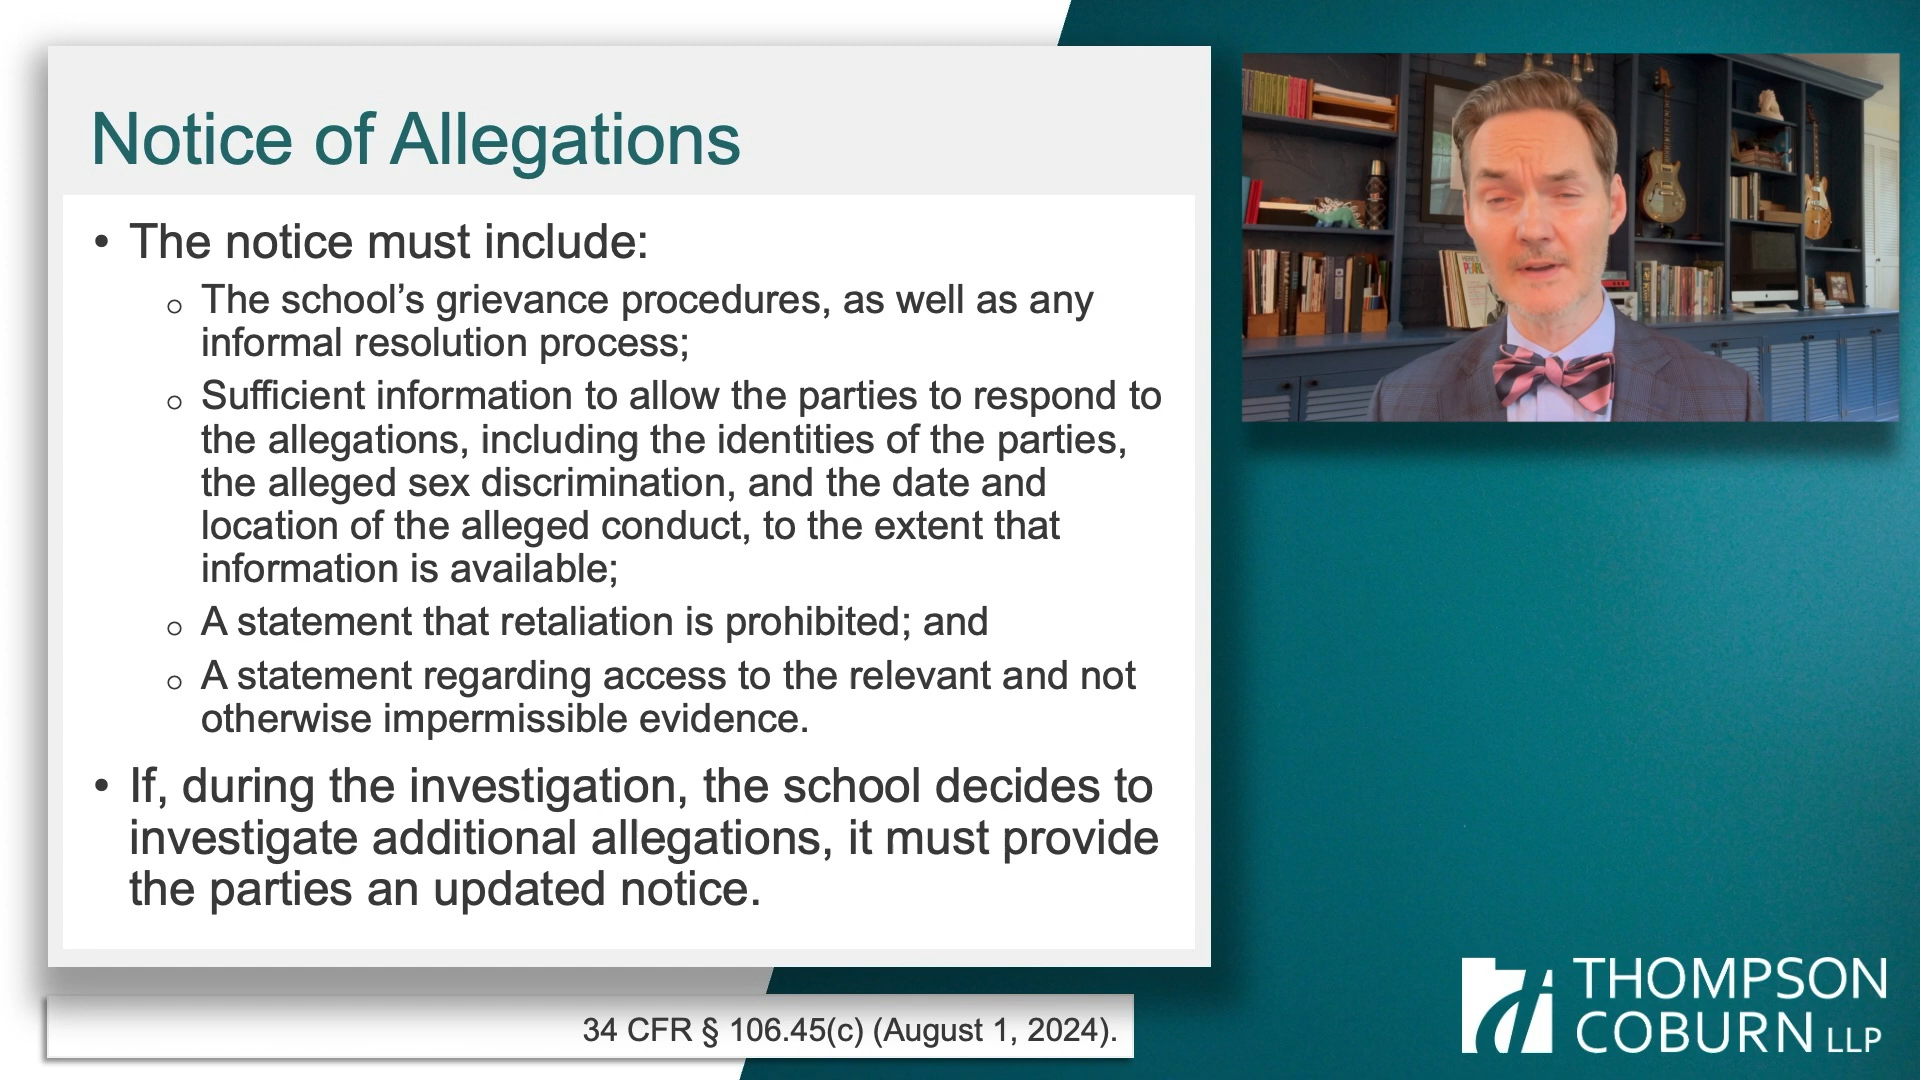 Notice of Allegations
• The notice must include:
o The school’s grievance procedures, as well as any
informal resolution process;
o Sufficient information to allow the parties to respond to
the allegations, including the identities of the parties,
the alleged sex discrimination, and the date and
location of the alleged conduct, to the extent that
information is available;
o A statement that retaliation is prohibited; and
o A statement regarding access to the relevant and not
otherwise impermissible evidence.
• If, during the investigation, the school decides to
investigate additional allegations, it must provide
the parties an updated notice.
34 CFR § 106.45(c) (August 1, 2024).
PEARL
THOMPSON
COBURN LLP